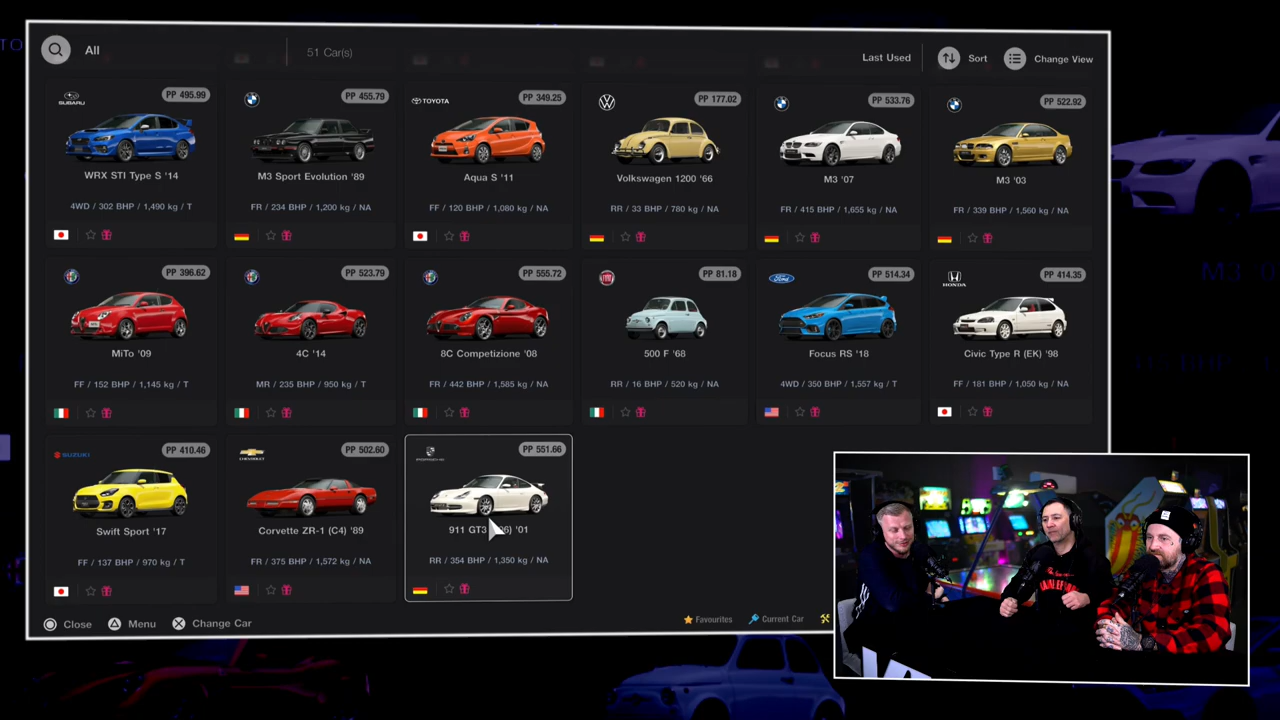 All
51 Car(s)
Last Used
Sort
Change View
SUBARU
PP 495.99
WRX STI Type S '14
4WD / 302 BHP / 1,490 kg / T
PP 455.79
M3 Sport Evolution '89
FR / 234 BHP / 1,200 kg / NA
TOYOTA
PP 349.25
Aqua S '11
FF / 120 BHP / 1,080 kg / NA
PP 177.02
Volkswagen 1200 '66
RR / 33 BHP / 780 kg / NA
PP 533.76
M3 '07
FR / 415 BHP / 1,655 kg / NA
PP 522.92
M3 '03
FR / 339 BHP / 1,560 kg / NA
PP 396.62
MiTo '09
FF / 152 BHP / 1,145 kg / T
PP 523.79
4C '14
MR / 235 BHP / 950 kg / T
PP 555.72
8C Competizione '08
FR / 442 BHP / 1,585 kg / NA
PP 81.18
500 F '68
RR / 16 BHP / 520 kg / NA
Ford
PP 514.34
Focus RS '18
4WD / 350 BHP / 1,557 kg / T
HONDA
PP 414.35
Civic Type R (EK) '98
FF / 181 BHP / 1,050 kg / NA
SUZUKI
PP 410.46
Swift Sport '17
FF / 137 BHP / 970 kg / T
CHEVROLET
PP 502.60
Corvette ZR-1 (C4) '89
FR / 375 BHP / 1,572 kg / NA
PP 551.66
911 GT3 '01
RR / 354 BHP / 1,350 kg / NA
Close
Menu
Change Car
Favourites
Current Car
M3